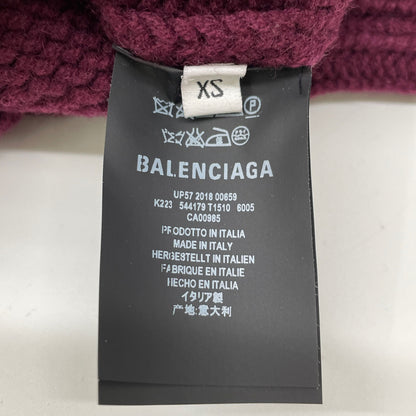 XS
P
BALENCIAGA
UP57 2018 00659
K223 544179 T1510 6005
CA00985
PRODOTTO IN ITALIA
MADE IN ITALY
HERGESTELLT IN ITALIEN
FABRIQUE EN ITALIE
HECHO EN ITALIA
イタリア製
产地:意大利